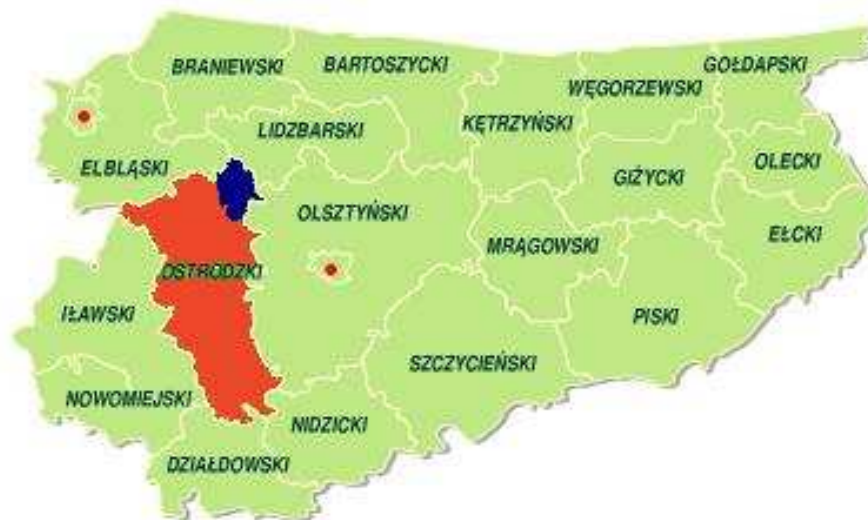 BRANIEWSKI
BARTOSZYCKI
GOŁDAPSKI
WĘGORZEWSKI
LIDZBARSKI
KĘTRZYŃSKI
ELBLĄSKI
OLECKI
GIŻYCKI
OLSZTYŃSKI
EŁCKI
MRĄGOWSKI
OSTRÓDZKI
IŁAWSKI
PISKI
SZCZYCIEŃSKI
NOWOMIEJSKI
NIDZICKI
DZIAŁDOWSKI